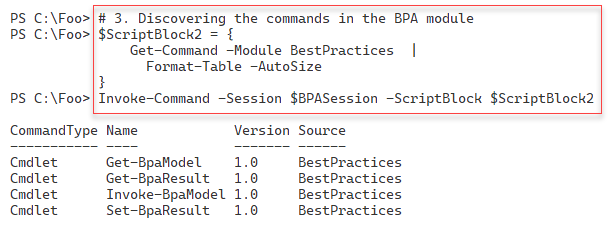 PS C:\Foo> # 3. Discovering the commands in the BPA module
PS C:\Foo> $ScriptBlock2 = {
    Get-Command -Module BestPractices  |
      Format-Table -AutoSize
}
PS C:\Foo> Invoke-Command -Session $BPASession -ScriptBlock $ScriptBlock2
CommandType Name            Version Source
----------- ----            ------- ------
Cmdlet      Get-BpaModel    1.0     BestPractices
Cmdlet      Get-BpaResult   1.0     BestPractices
Cmdlet      Invoke-BpaModel 1.0     BestPractices
Cmdlet      Set-BpaResult   1.0     BestPractices